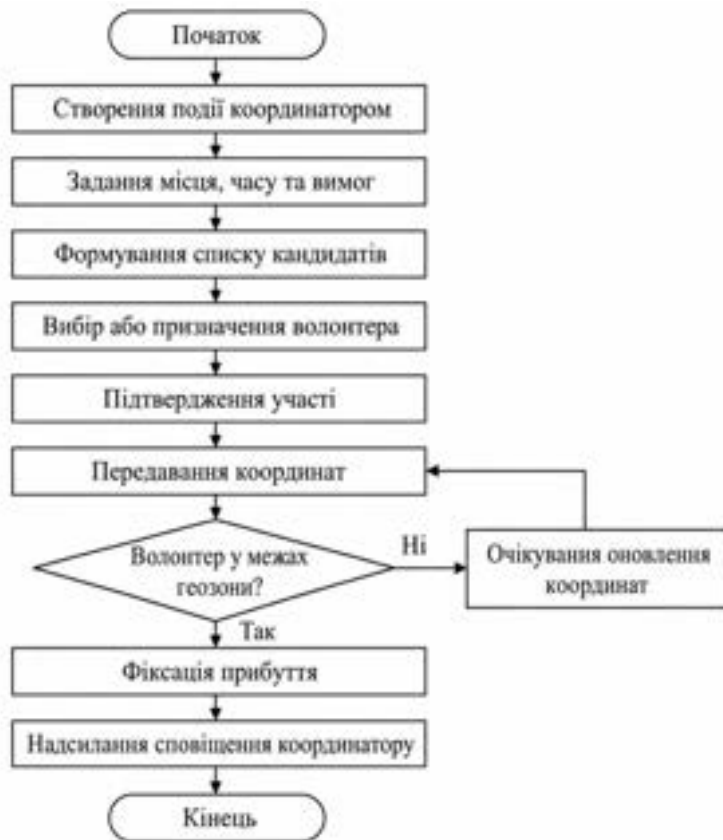 Початок
Створення події координатором
Задання місця, часу та вимог
Формування списку кандидатів
Вибір або призначення волонтера
Підтвердження участі
Передавання координат
Волонтер у межах
геозони?
Ні
Очікування оновлення
координат
Так
Фіксація прибуття
Надсилання сповіщення координатору
Кінець